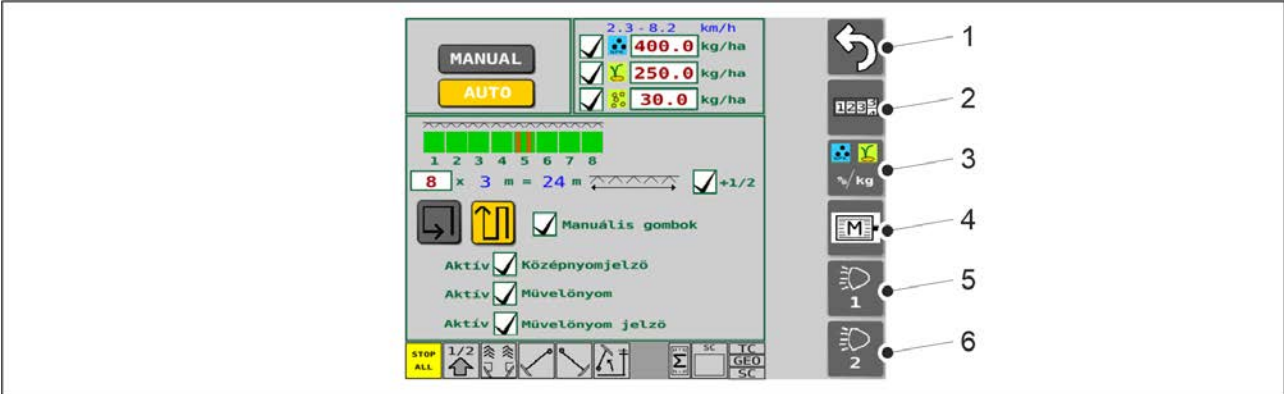 MANUAL
AUTO
2.3 - 8.2 km/h
400.0 kg/ha
250.0 kg/ha
30.0 kg/ha
1 2 3 4 5 6 7 8
8 x 3 m = 24 m +1/2
Manuális gombok
Aktív Középnyomjelzö
Aktív Müvelönyom
Aktív Müvelönyom jelzö
STOP ALL
1/2
Σ
SC
TC
GEO
SC
1
2
1233
3
%/kg
4
M
5
1
6
2